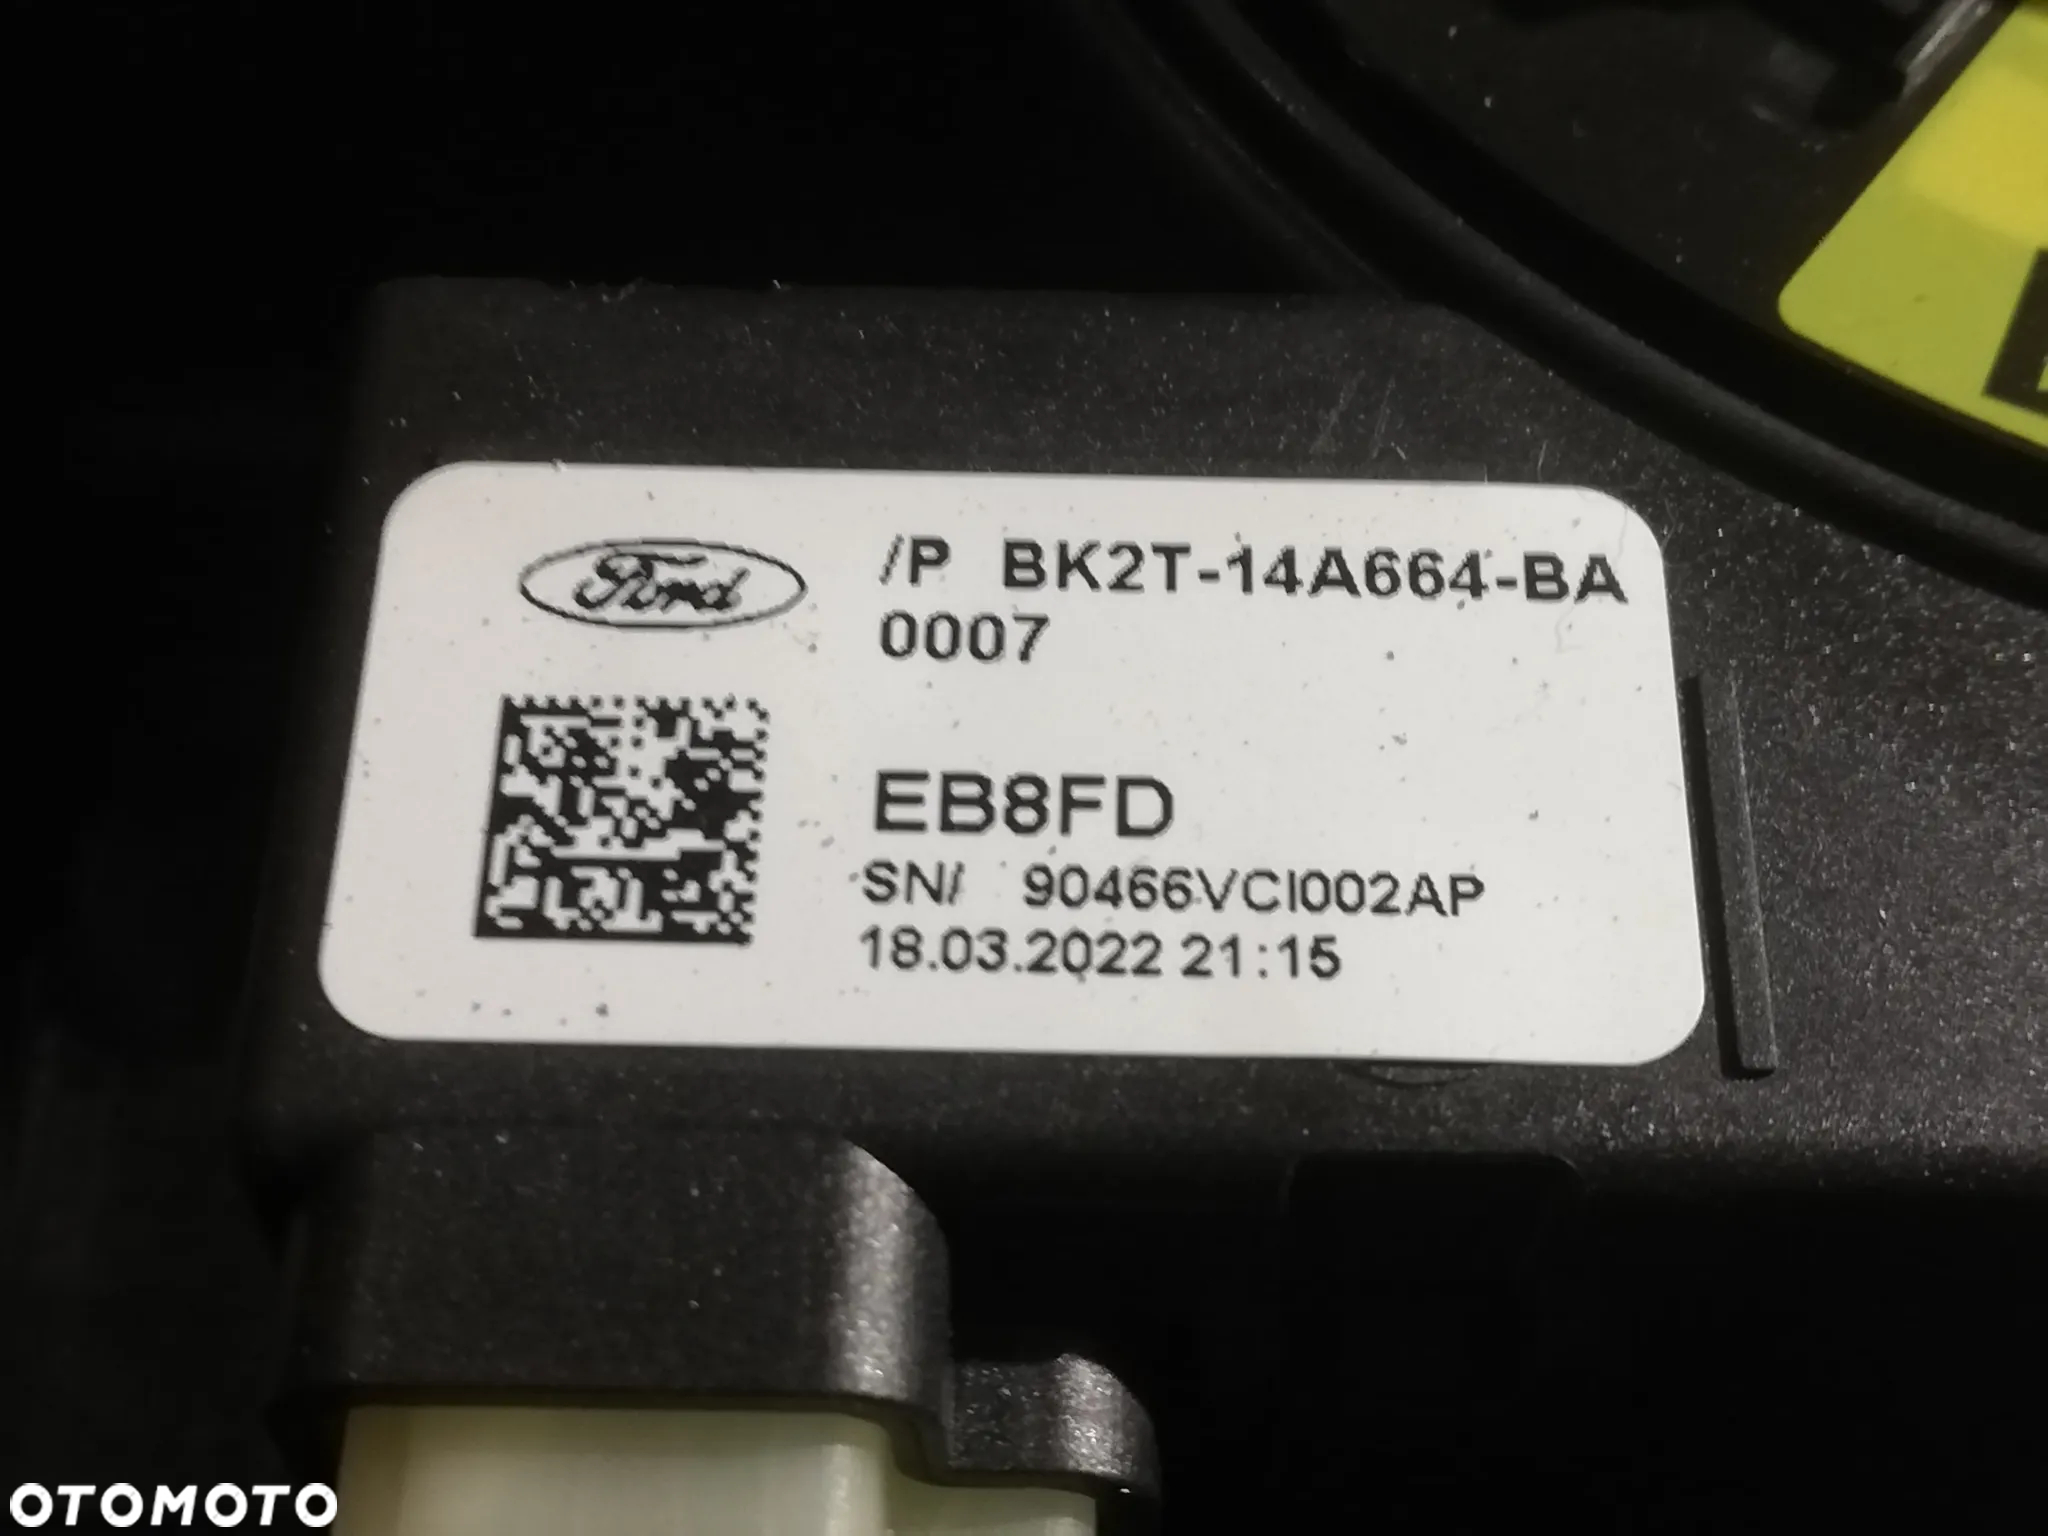 Ford
/P BK2T-14A664-BA
0007
EB8FD
SN/ 90466VCI002AP
18.03.2022 21:15
OTOMOTO